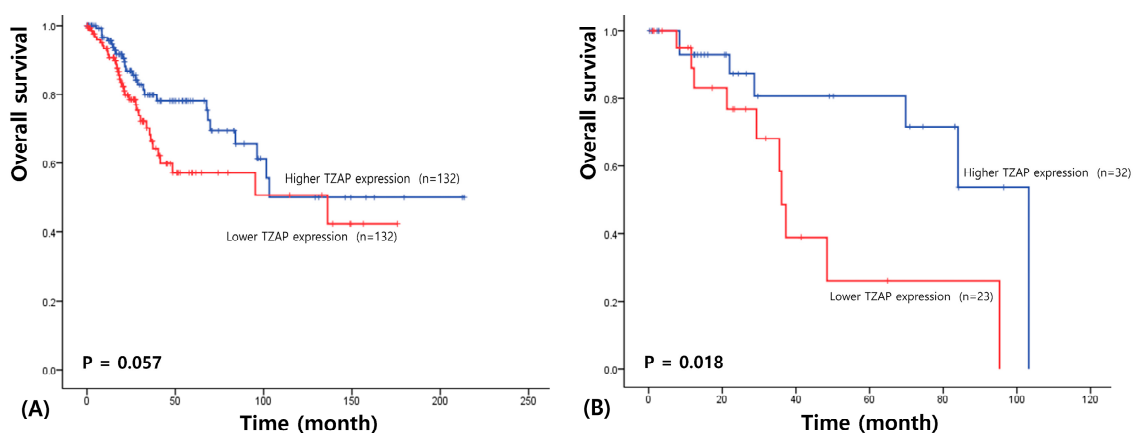 Overall survival
1.0
0.8
0.6
0.4
0.2
0.0
Higher TZAP expression (n=132)
Lower TZAP expression (n=132)
P = 0.057
0
50
100
150
200
250
(A)
Time (month)
Overall survival
1.0
0.8
0.6
0.4
0.2
0.0
Higher TZAP expression (n=32)
Lower TZAP expression (n=23)
P = 0.018
0
20
40
60
80
100
120
(B)
Time (month)